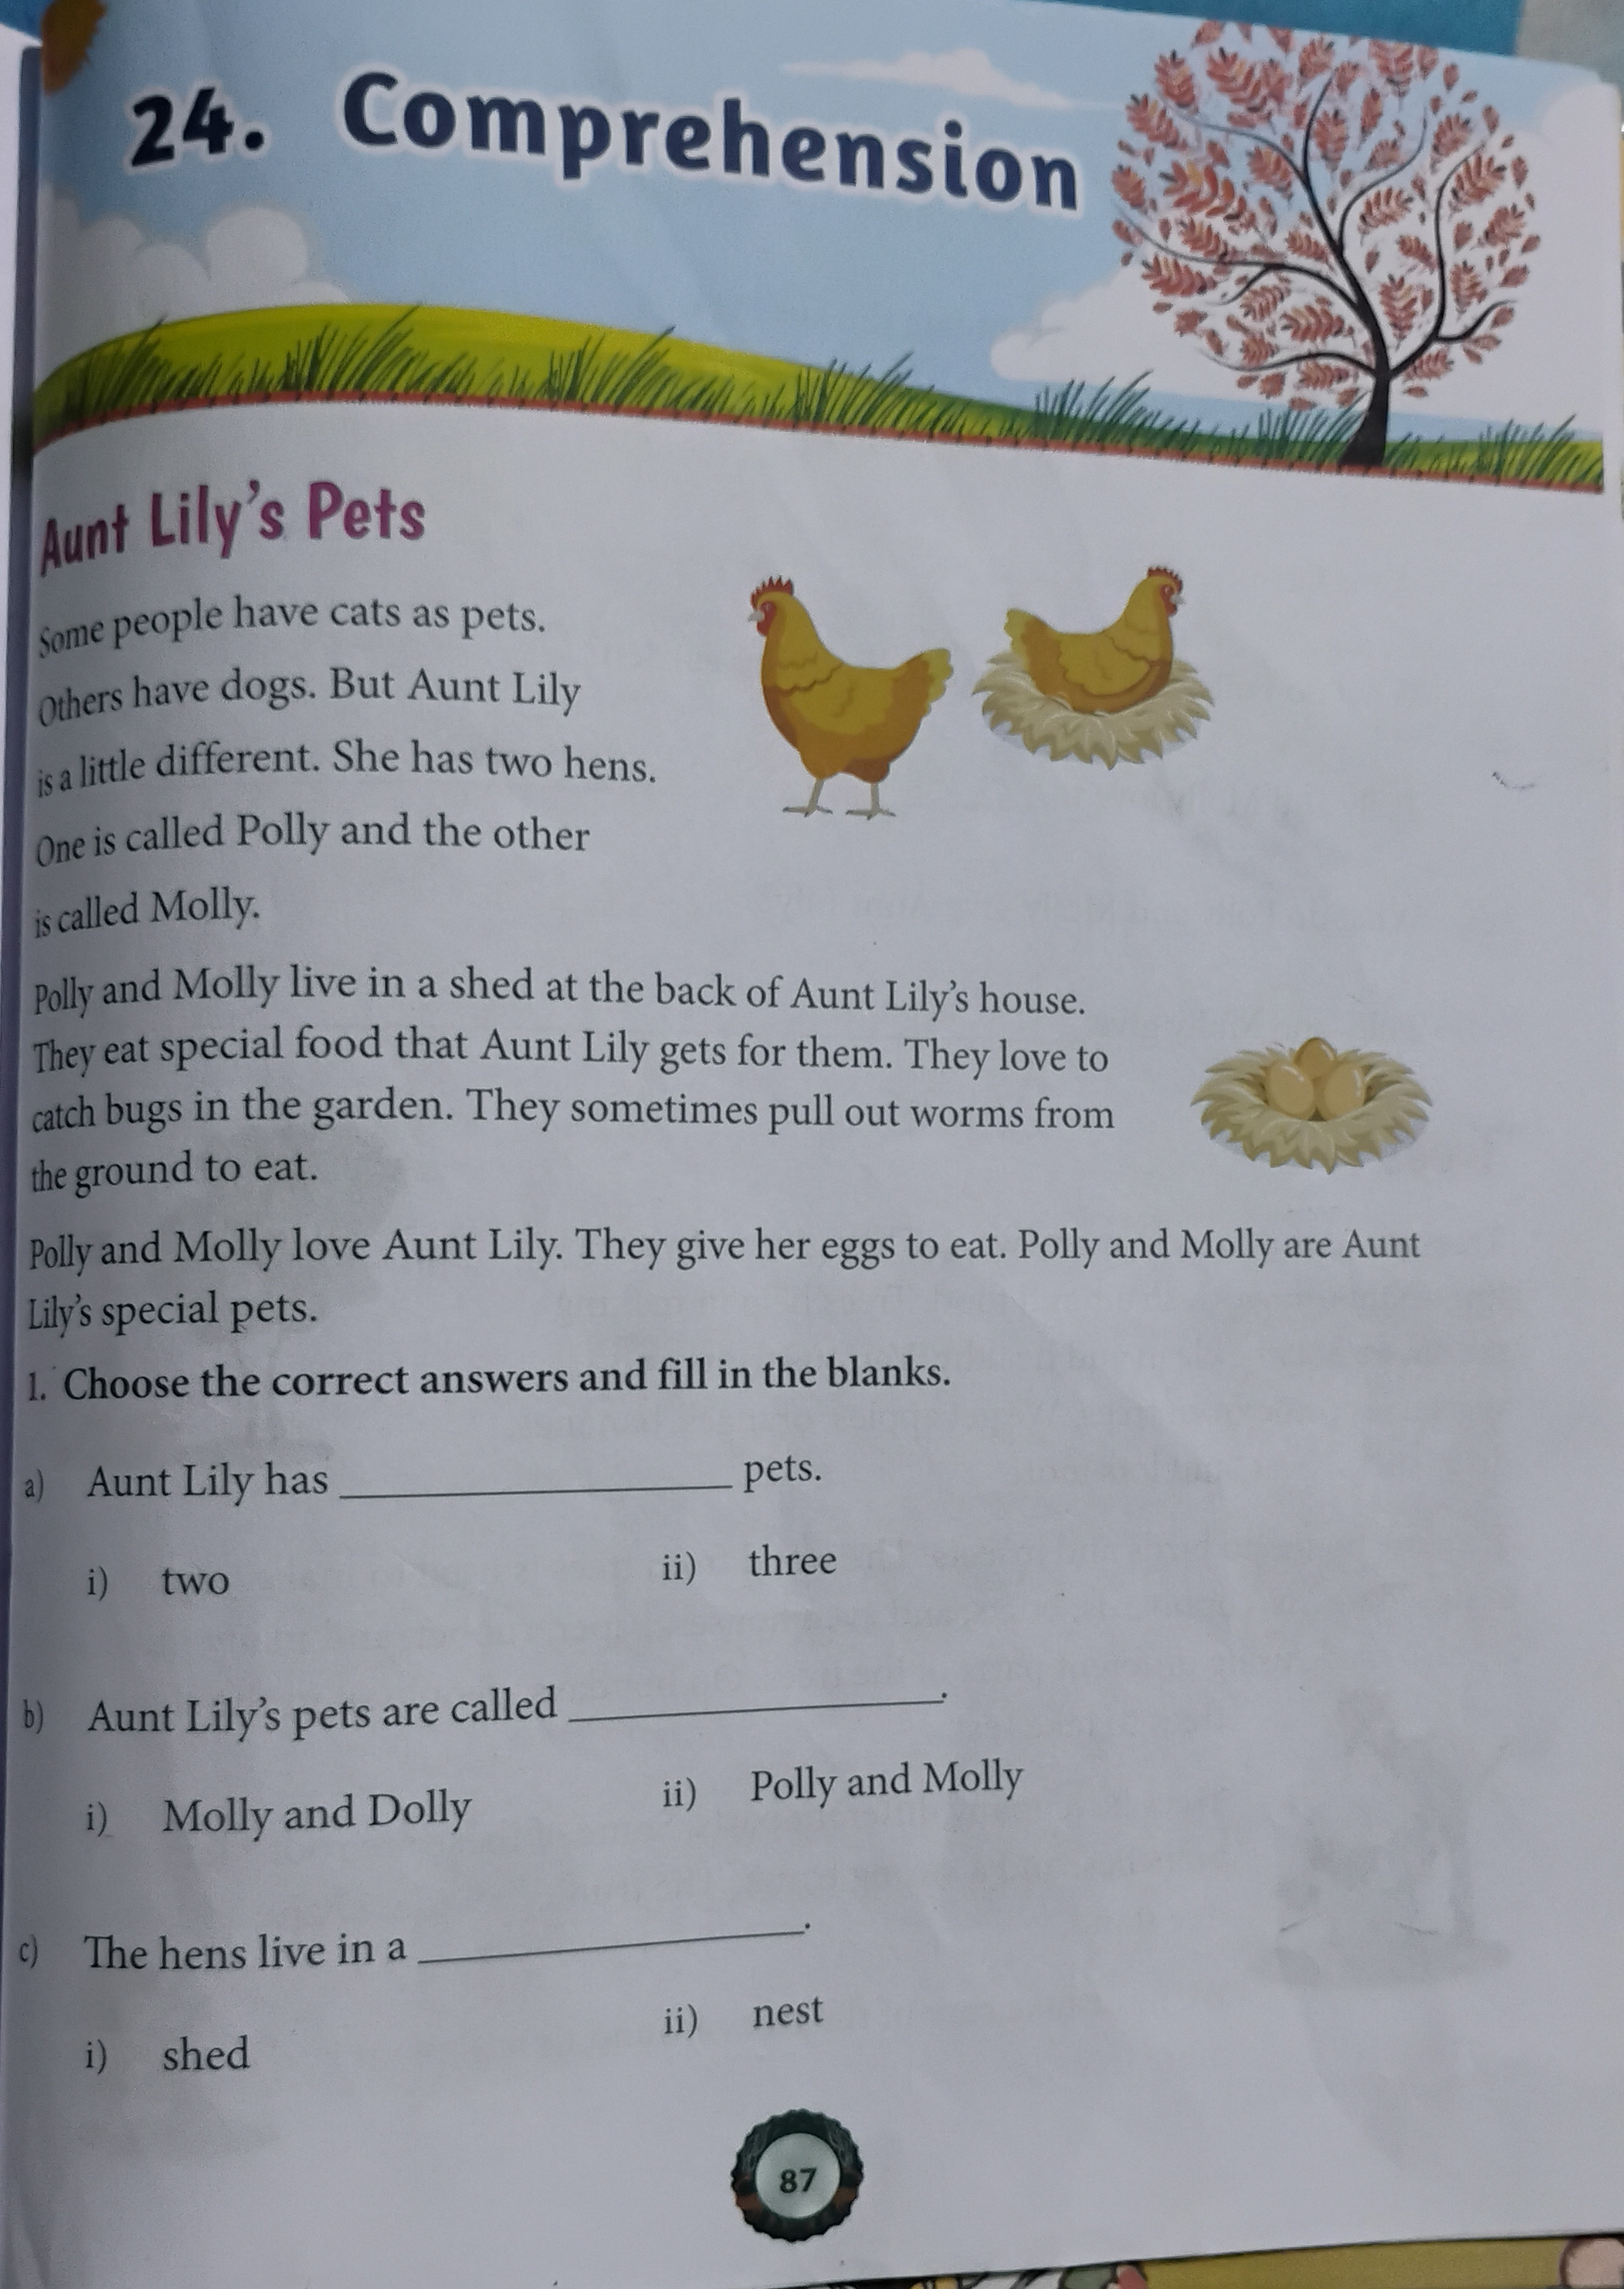 24. Comprehension
Aunt Lily's Pets
Some people have cats as pets.
Others have dogs. But Aunt Lily
is a little different. She has two hens.
One is called Polly and the other
is called Molly.
Polly and Molly live in a shed at the back of Aunt Lily's house.
They eat special food that Aunt Lily gets for them. They love to
catch bugs in the garden. They sometimes pull out worms from
the ground to eat.
Polly and Molly love Aunt Lily. They give her eggs to eat. Polly and Molly are Aunt
Lily's special pets.
1. Choose the correct answers and fill in the blanks.
a) Aunt Lily has ____________ pets.
i) two ii) three
b) Aunt Lily's pets are called ____________.
i) Molly and Dolly ii) Polly and Molly
c) The hens live in a ____________.
i) shed ii) nest
87